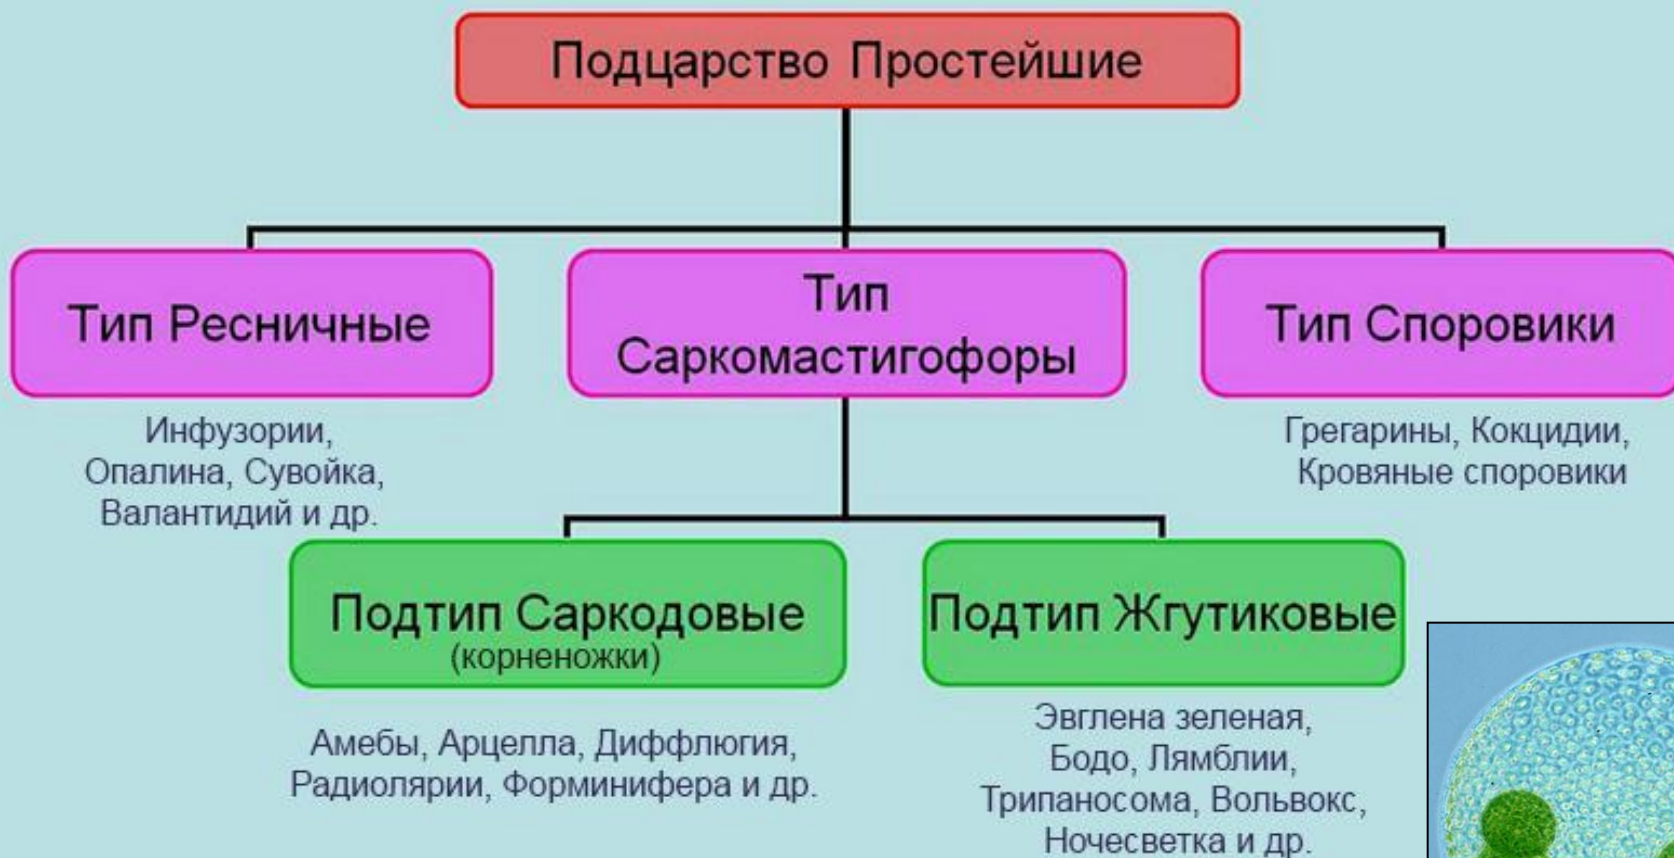 Подцарство Простейшие
Тип Ресничные
Инфузории,
Опалина, Сувойка,
Валантидий и др.
Тип
Саркомастигофоры
Тип Споровики
Грегарины, Кокцидии,
Кровяные споровики
Подтип Саркодовые
(корненожки)
Амебы, Арцелла, Диффлюгия,
Радиолярии, Форминифера и др.
Подтип Жгутиковые
Эвглена зеленая,
Бодо, Лямблии,
Трипаносома, Вольвокс,
Ночесветка и др.